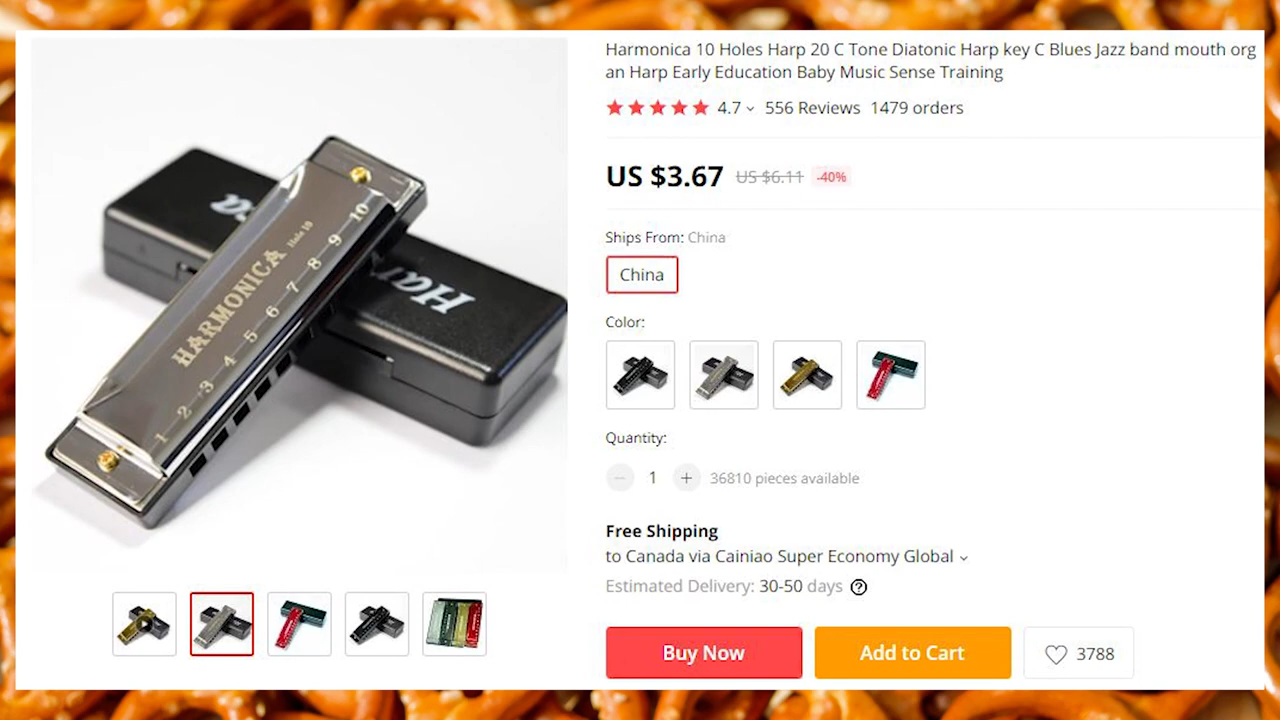 Harmonica 10 Holes Harp 20 C Tone Diatonic Harp key C Blues Jazz band mouth org
an Harp Early Education Baby Music Sense Training
4.7 556 Reviews 1479 orders
US $3.67 US $6.11 -40%
Ships From: China
China
Color:
Quantity:
1 36810 pieces available
Free Shipping
to Canada via Cainiao Super Economy Global
Estimated Delivery: 30-50 days ?
Buy Now Add to Cart 3788
HARMONICA Hole 10
1 2 3 4 5 6 7 8 9 10
Har
ca